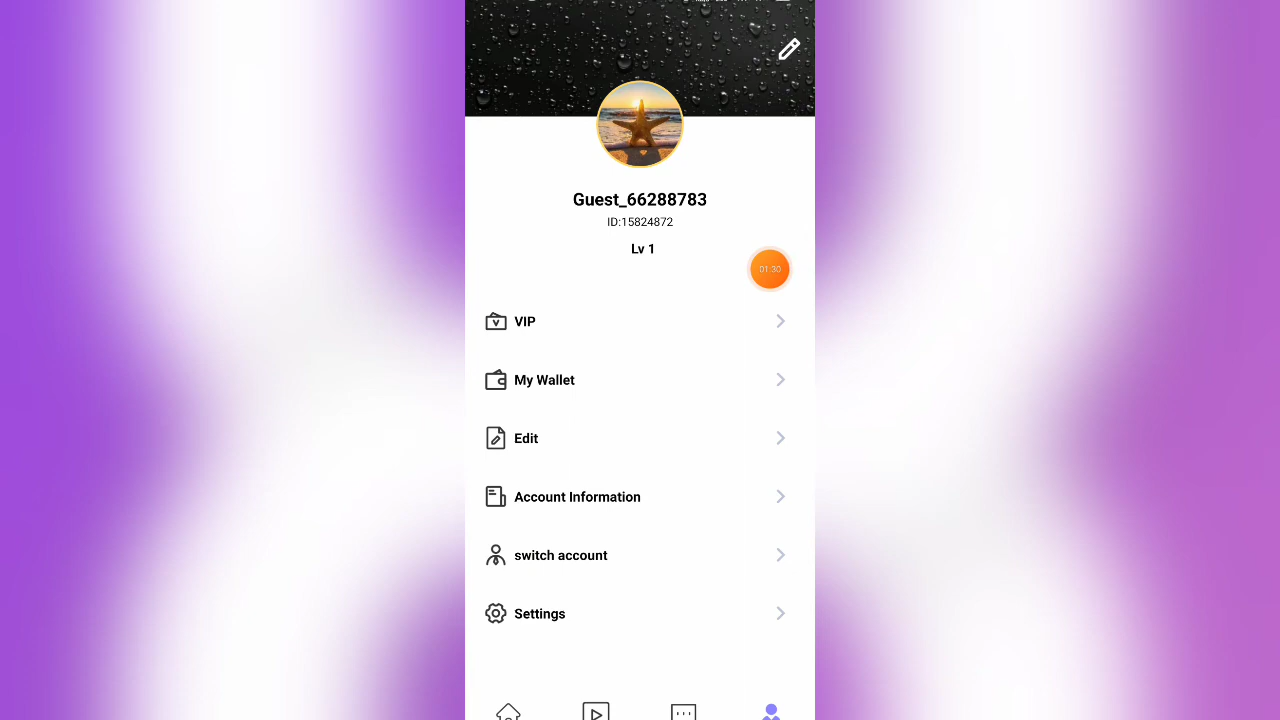 Guest_66288783
ID:15824872
Lv 1
01:30
VIP
My Wallet
Edit
Account Information
switch account
Settings